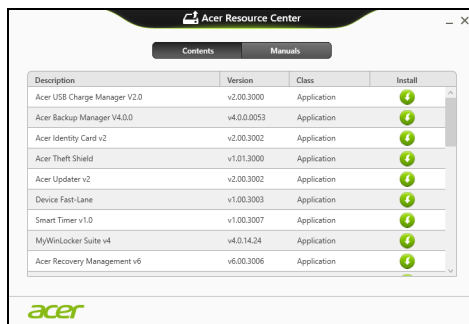 Acer Resource Center
Contents Manuals
Description Version Class Install
Acer USB Charge Manager V2.0 v2.00.3000 Application
Acer Backup Manager V4.0.0 v4.0.0.0053 Application
Acer Identity Card v2 v2.00.3002 Application
Acer Theft Shield v1.01.3000 Application
Acer Updater v2 v2.00.3002 Application
Device Fast-Lane v1.00.3003 Application
Smart Timer v1.0 v1.00.3007 Application
MyWinLocker Suite v4 v4.0.14.24 Application
Acer Recovery Management v6 v6.00.3006 Application
acer